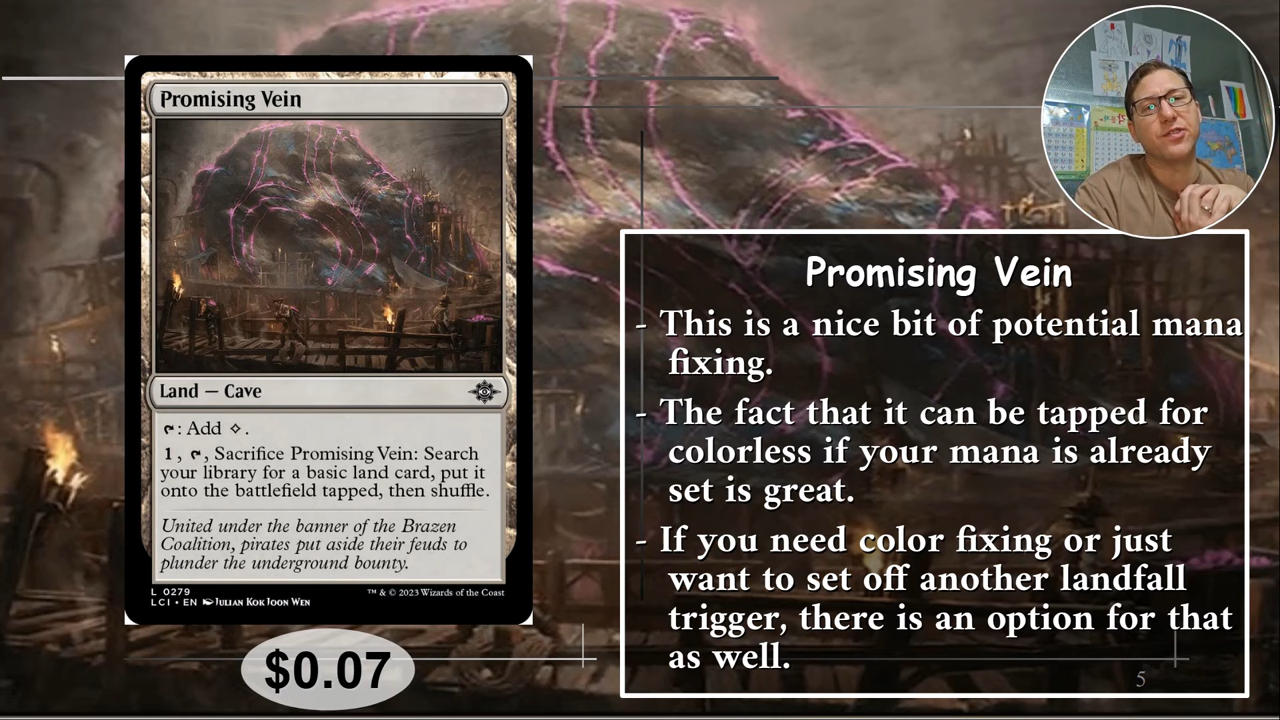 Promising Vein
Land — Cave
: Add .
1, , Sacrifice Promising Vein: Search
your library for a basic land card, put it
onto the battlefield tapped, then shuffle.
United under the banner of the Brazen
Coalition, pirates put aside their feuds to
plunder the underground bounty.
L 0279
LCI • EN JULIAN KOK JOON WEN
™ & © 2023 Wizards of the Coast
$0.07
Promising Vein
- This is a nice bit of potential mana
fixing.
- The fact that it can be tapped for
colorless if your mana is already
set is great.
- If you need color fixing or just
want to set off another landfall
trigger, there is an option for that
as well.
5